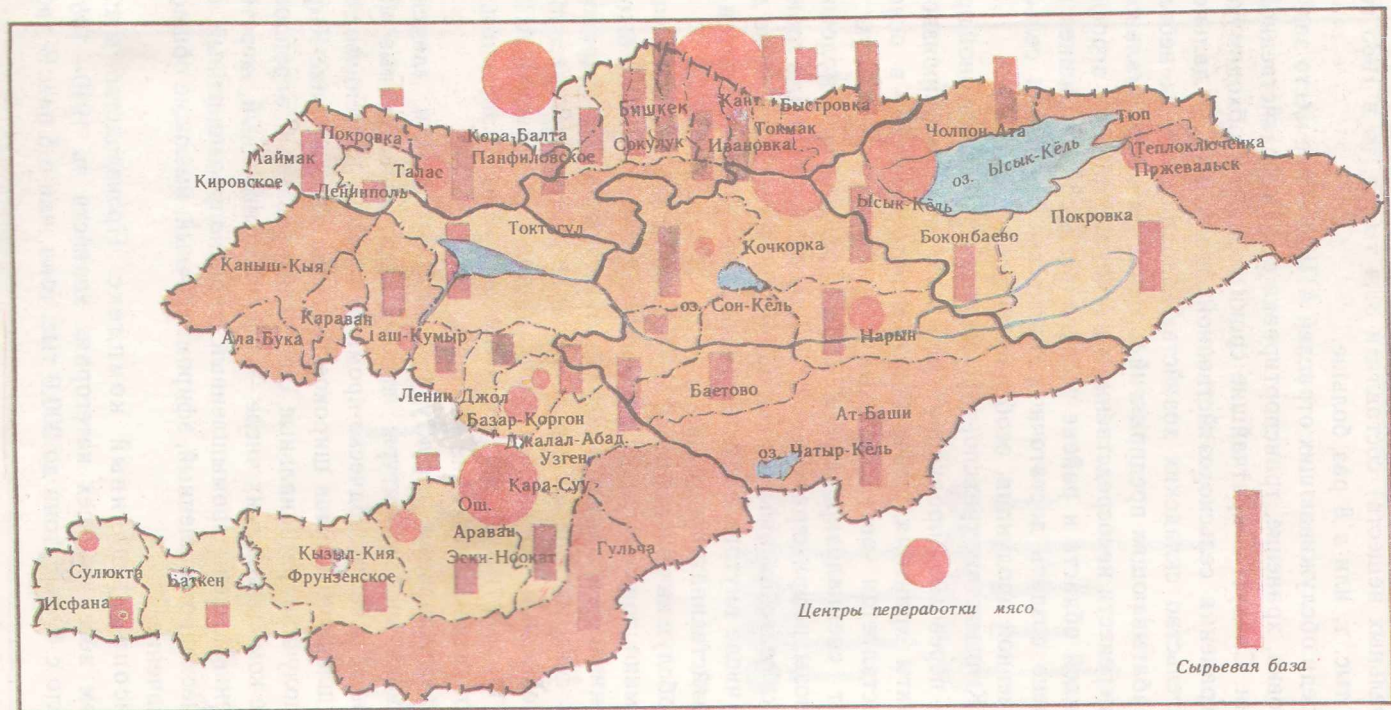 Бишкек
Кант.
Быстровка
Покровка
Кора-Балта
Панфиловское
Сокулук
Ивановка
Токмак
Чолпон-Ата
Тюп
Теплоключенка
Пржевальск
Маймак
Кировское
Талас
Ленинполь
оз. Ысык-Кёль
Ысык-Кёль
Покровка
Токтогул
Кочкорка
Боконбаево
Каныш-Кыя
Караван
Ала-Бука
Таш-Кумыр
оз. Сон-Кёль
Нарын
Ленин Джол
Баетово
Базар-Коргон
Ат-Баши
Джалал-Абад.
Узген
оз. Чатыр-Кёль
Кара-Суу
Ош.
Араван
Эски-Ноокат
Гульча
Кызыл-Кия
Фрунзенское
Сулюкта
Баткен
Исфана
Центры переработки мясо
Сырьевая база